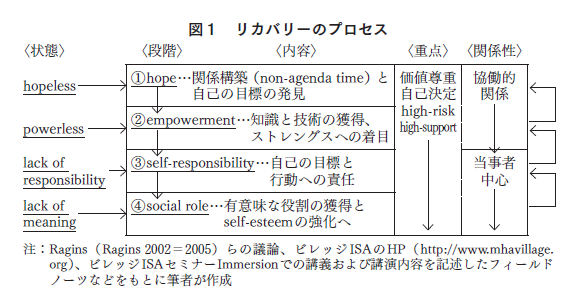 図1 リカバリーのプロセス
〈状態〉 〈段階〉 〈内容〉 〈重点〉 〈関係性〉
hopeless
①hope…関係構築（non-agenda time）と
自己の目標の発見
powerless
②empowerment…知識と技術の獲得、
ストレングスへの着目
lack of
responsibility
③self-responsibility…自己の目標と
行動への責任
lack of
meaning
④social role…有意味な役割の獲得と
self-esteemの強化へ
価値尊重
自己決定
high-risk
high-support
協働的
関係
当事者
中心
注：Ragins（Ragins 2002＝2005）らの議論、ビレッジISAのHP（http://www.mhavillage.
org）、ビレッジISAセミナーImmersionでの講義および講演内容を記述したフィールド
ノーツなどをもとに筆者が作成